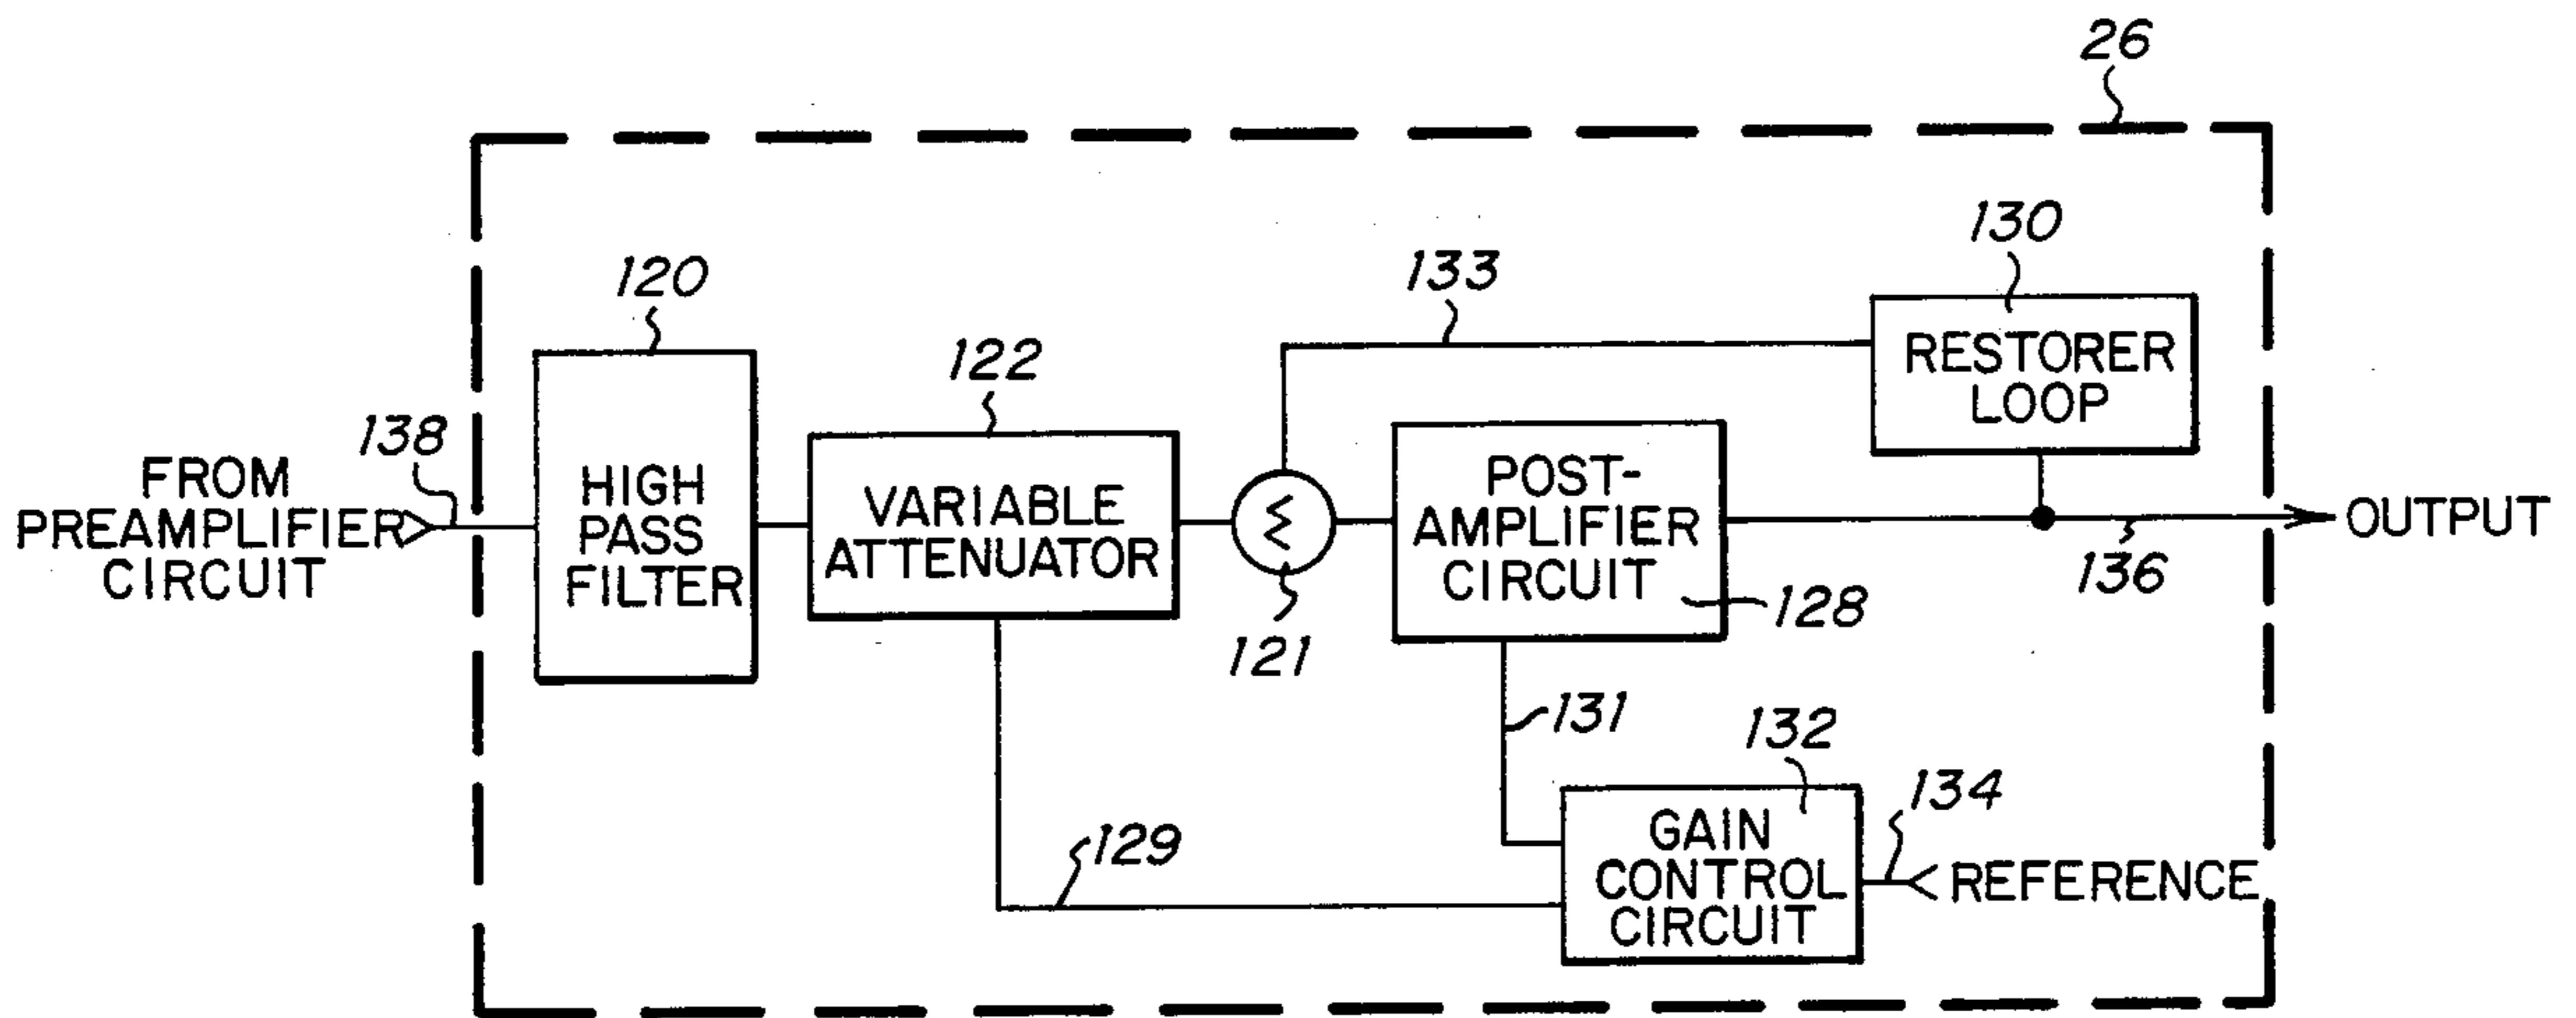 26
130
133
120
RESTORER
LOOP
122
138
FROM
PREAMPLIFIER
CIRCUIT
HIGH
PASS
FILTER
VARIABLE
ATTENUATOR
Σ
121
POST-
AMPLIFIER
CIRCUIT
128
OUTPUT
136
131
132
134
129
GAIN
CONTROL
CIRCUIT
REFERENCE